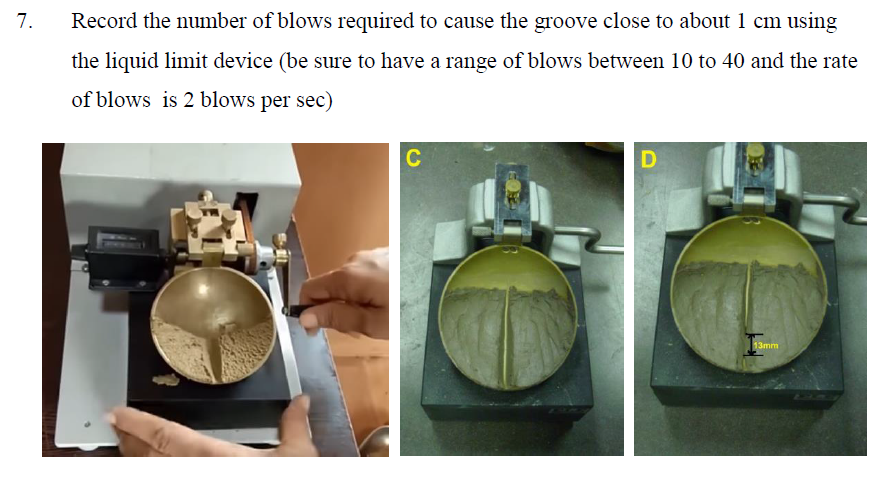 7. Record the number of blows required to cause the groove close to about 1 cm using
the liquid limit device (be sure to have a range of blows between 10 to 40 and the rate
of blows is 2 blows per sec)
C
D
13mm